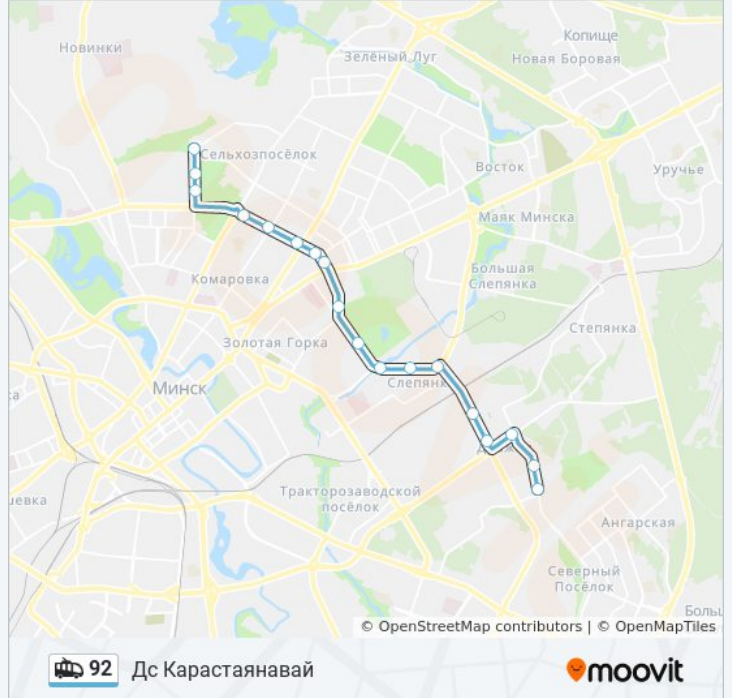 Копище
Новинки
Зелёный Луг
Новая Боровая
Сельхозпосёлок
Восток
Уручье
Маяк Минска
Большая
Слепянка
Комаровка
Степянка
Золотая Горка
Минск
Тракторозаводской
посёлок
Ангарская
Северный
Посёлок
© OpenStreetMap contributors | © OpenMapTiles
92 Дс Карастаянавай
moovit